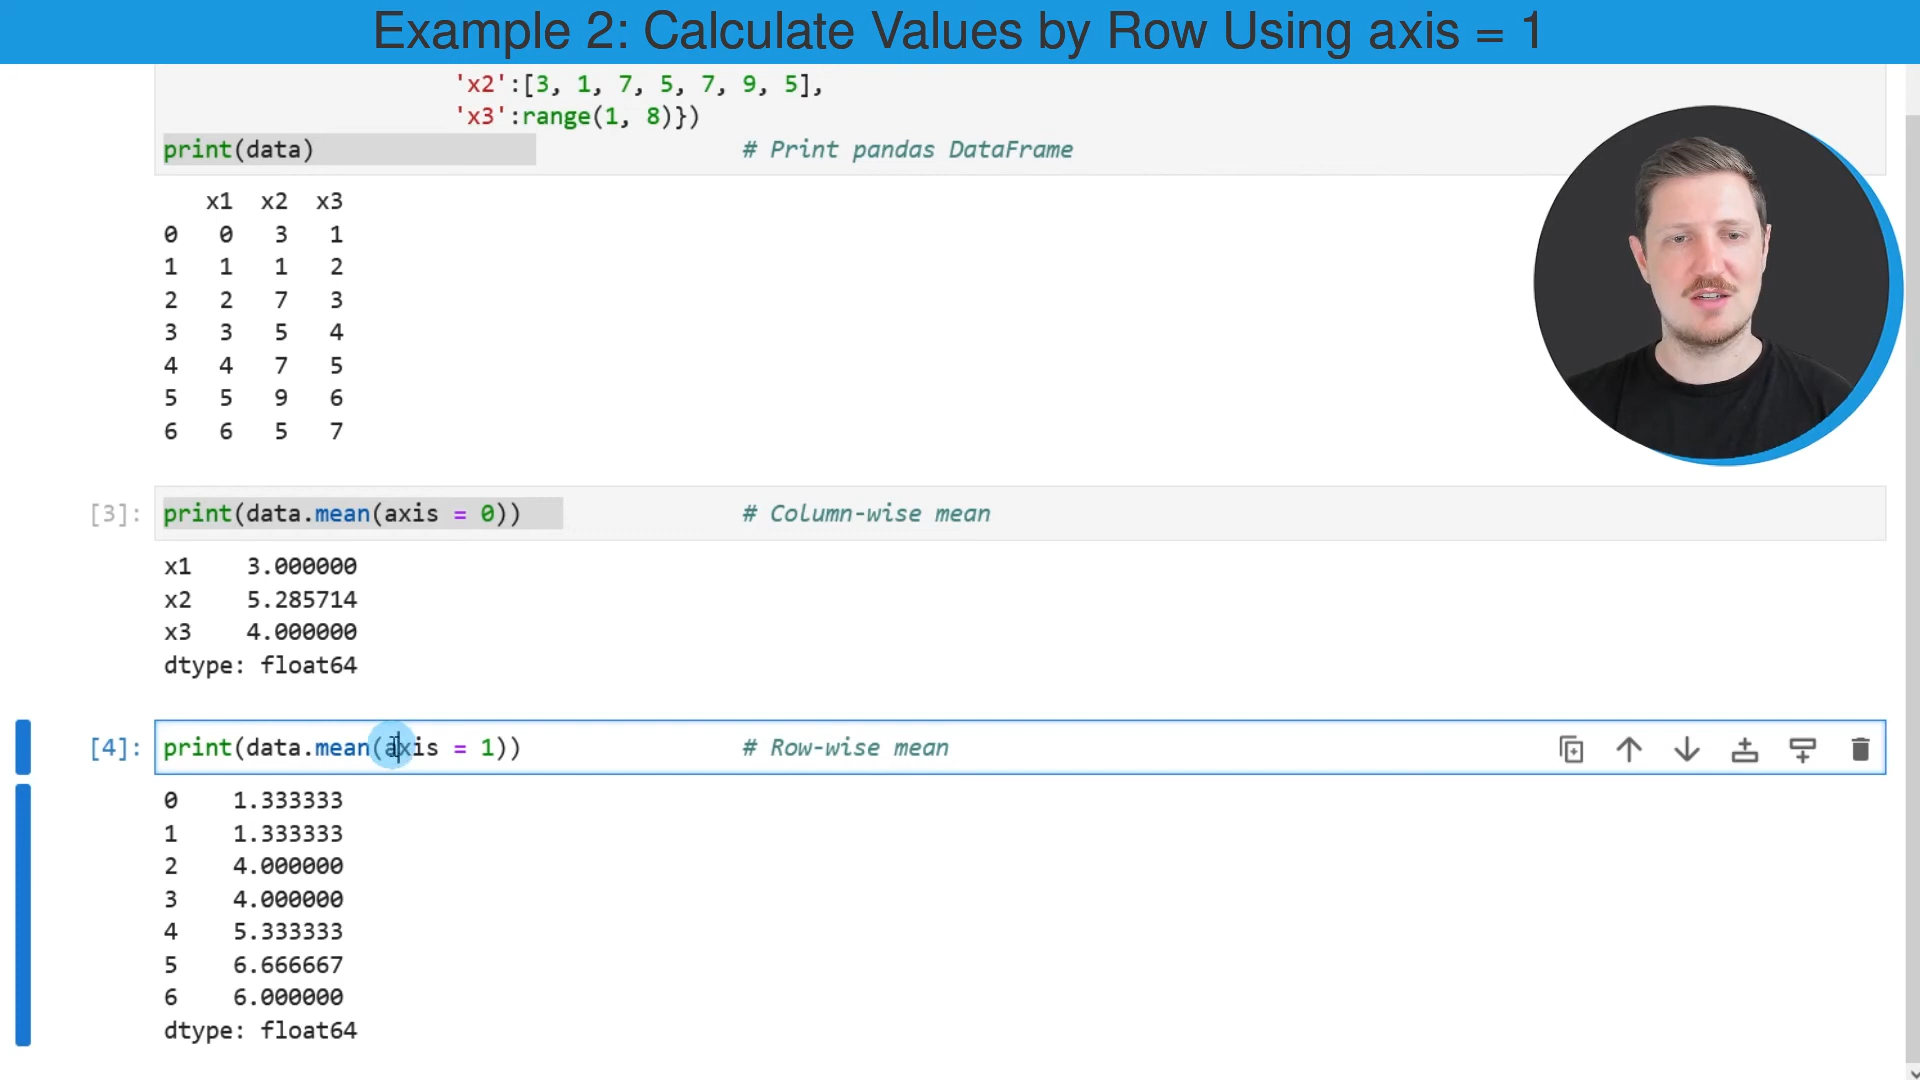 Example 2: Calculate Values by Row Using axis = 1
'x2':[3, 1, 7, 5, 7, 9, 5],
'x3':range(1, 8)})
print(data) # Print pandas DataFrame
x1 x2 x3
0 0 3 1
1 1 1 2
2 2 7 3
3 3 5 4
4 4 7 5
5 5 9 6
6 6 5 7
[3]: print(data.mean(axis = 0)) # Column-wise mean
x1 3.000000
x2 5.285714
x3 4.000000
dtype: float64
[4]: print(data.mean(axis = 1)) # Row-wise mean
0 1.333333
1 1.333333
2 4.000000
3 4.000000
4 5.333333
5 6.666667
6 6.000000
dtype: float64